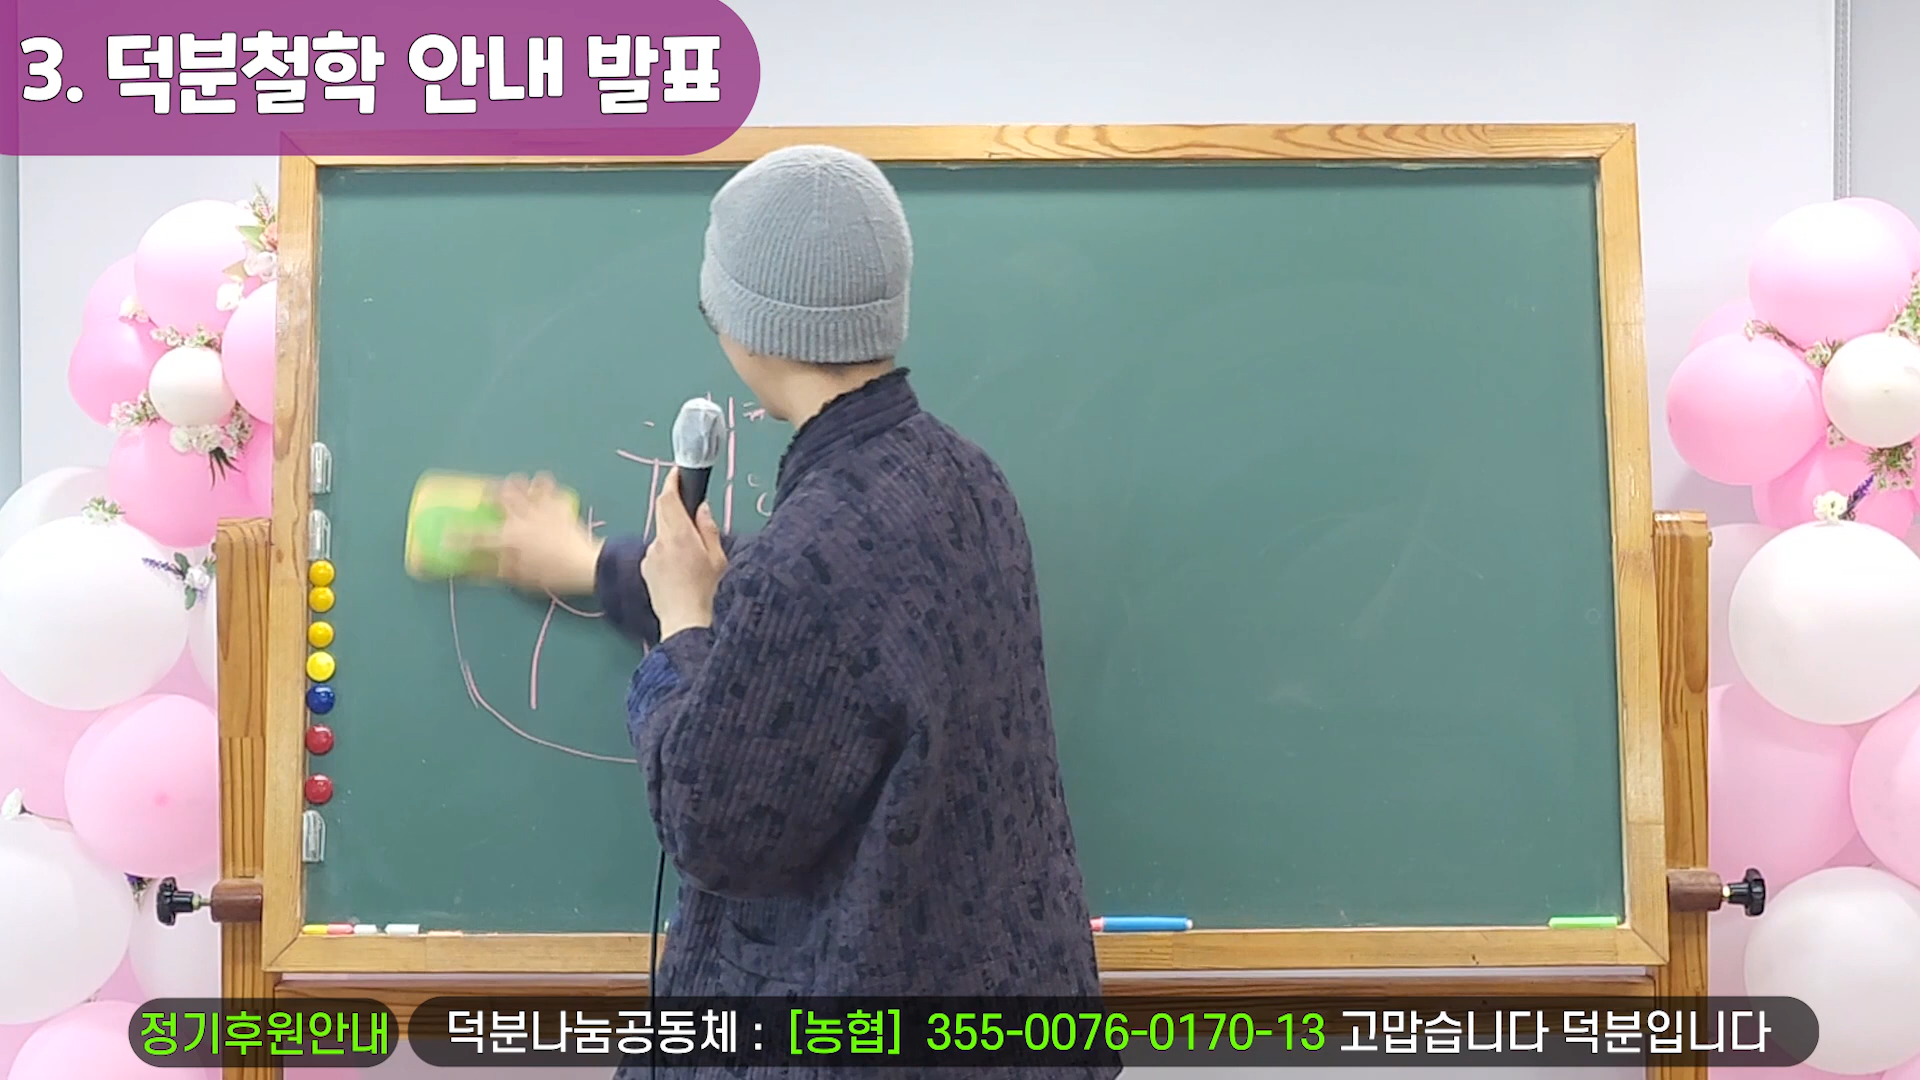 3. 덕분철학 안내 발표
정기후원안내 덕분나눔공동체 : [농협] 355-0076-0170-13 고맙습니다 덕분입니다